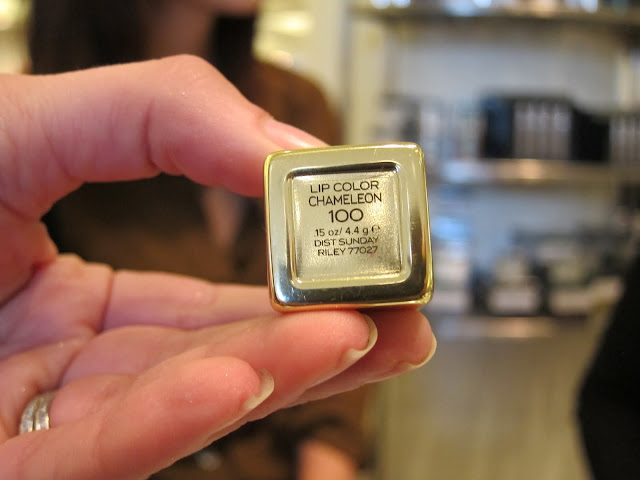 LIP COLOR
CHAMELEON
100
.15 oz/ 4.4 g e
DIST SUNDAY
RILEY 77027